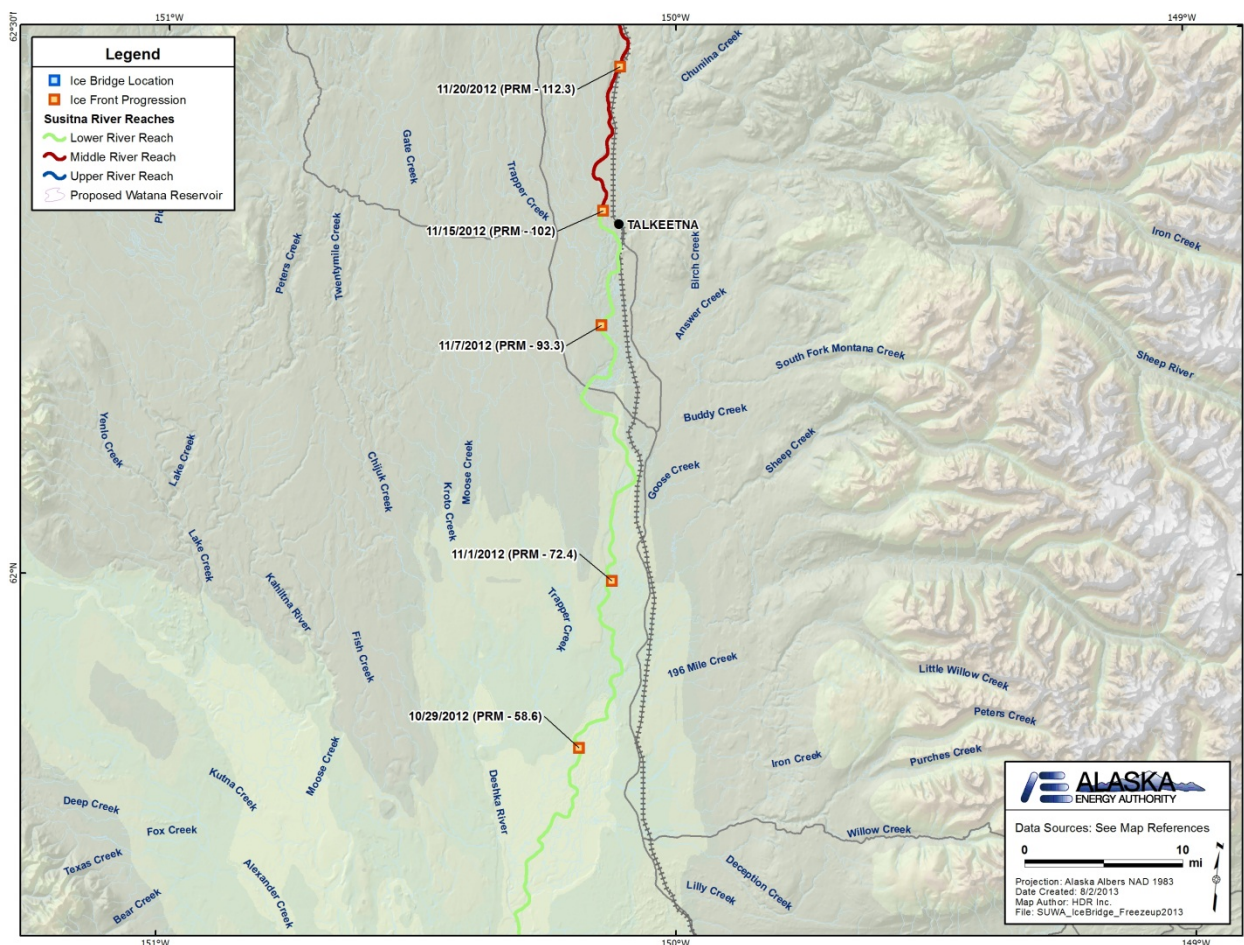 151°W
150°W
149°W
62°30'
Legend
Ice Bridge Location
Ice Front Progression
Susitna River Reaches
Lower River Reach
Middle River Reach
Upper River Reach
Proposed Watana Reservoir
Chunilna Creek
11/20/2012 (PRM - 112.3)
Gate Creek
Trapper Creek
11/15/2012 (PRM - 102)
TALKEETNA
Iron Creek
Peters Creek
Twentymile Creek
Birch Creek
Answer Creek
11/7/2012 (PRM - 93.3)
South Fork Montana Creek
Sheep River
Buddy Creek
Yenlo Creek
Lake Creek
Chijuk Creek
Moose Creek
Kroto Creek
Goose Creek
Sheep Creek
Lake Creek
11/1/2012 (PRM - 72.4)
62°N
Kahiltna River
Trapper Creek
Fish Creek
196 Mile Creek
Little Willow Creek
10/29/2012 (PRM - 58.6)
Peters Creek
Purches Creek
Iron Creek
Moose Creek
Kutna Creek
Deshka River
Deep Creek
Fox Creek
Willow Creek
Texas Creek
Alexander Creek
Bear Creek
Deception Creek
Lilly Creek
ALASKA
ENERGY AUTHORITY
Data Sources: See Map References
0 10
mi
N
Projection: Alaska Albers NAD 1983
Date Created: 8/2/2013
Map Author: HDR Inc.
File: SUWA_IceBridge_Freezeup2013
151°W
150°W
149°W